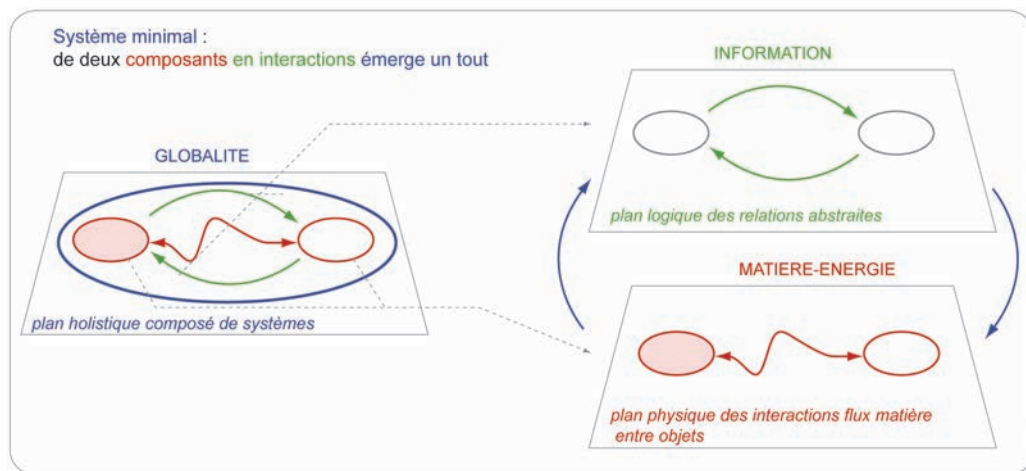 Système minimal :
de deux composants en interactions émerge un tout
GLOBALITE
plan holistique composé de systèmes
INFORMATION
plan logique des relations abstraites
MATIERE-ENERGIE
plan physique des interactions flux matière
entre objets